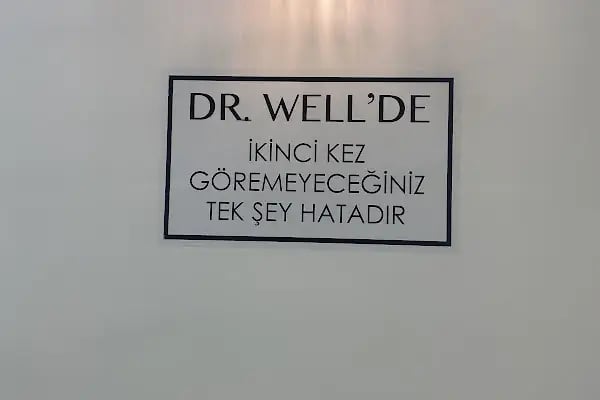 DR. WELL’DE
İKİNCİ KEZ
GÖREMEYECEĞİNİZ
TEK ŞEY HATADIR